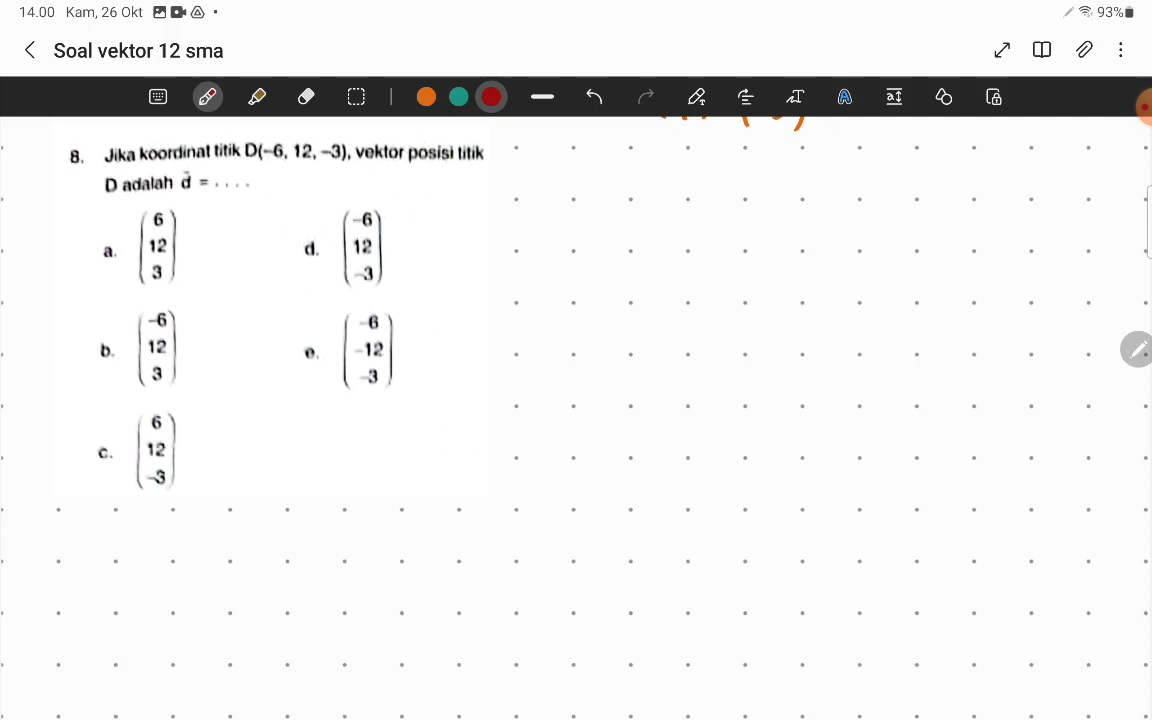 14.00 Kam, 26 Okt
93%
Soal vektor 12 sma
8. Jika koordinat titik D(–6, 12, –3), vektor posisi titik
D adalah d̄ = . . . .
a. (6
12
3)
d. (–6
12
–3)
b. (–6
12
3)
e. (–6
–12
–3)
c. (6
12
–3)